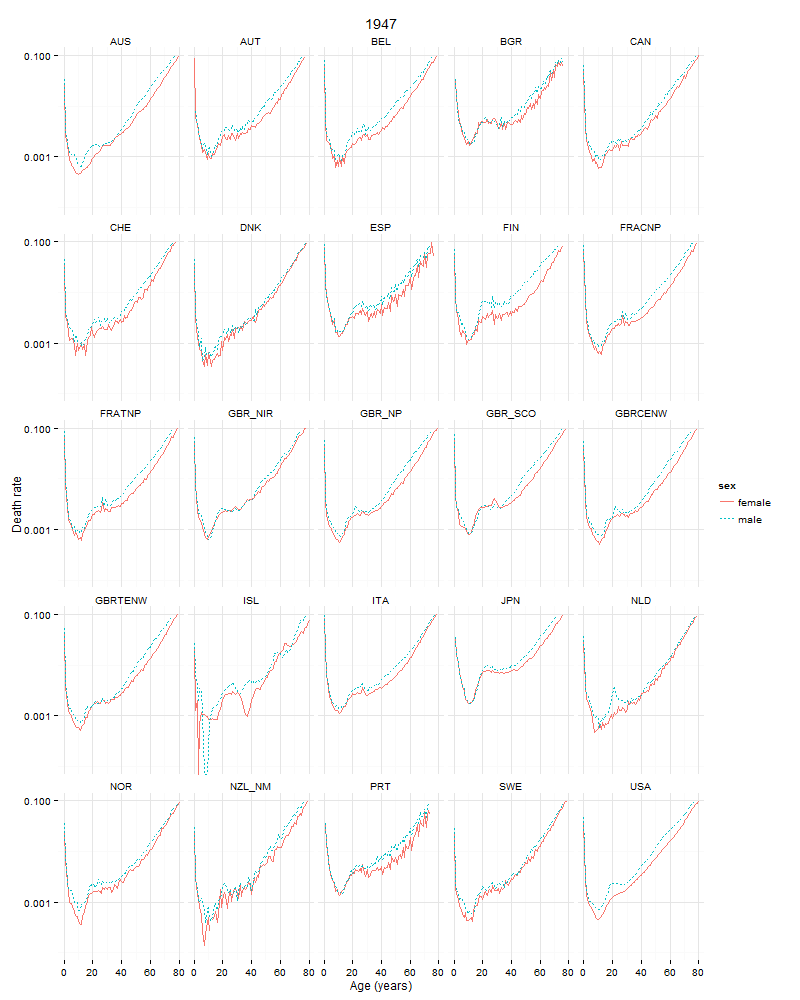 1947
AUS AUT BEL BGR CAN
0.100
0.001
CHE DNK ESP FIN FRACNP
0.100
0.001
FRATNP GBR_NIR GBR_NP GBR_SCO GBRCENW
0.100
0.001
Death rate
sex
female
male
GBRTENW ISL ITA JPN NLD
0.100
0.001
NOR NZL_NM PRT SWE USA
0.100
0.001
0 20 40 60 80 0 20 40 60 80 0 20 40 60 80 0 20 40 60 80 0 20 40 60 80
Age (years)